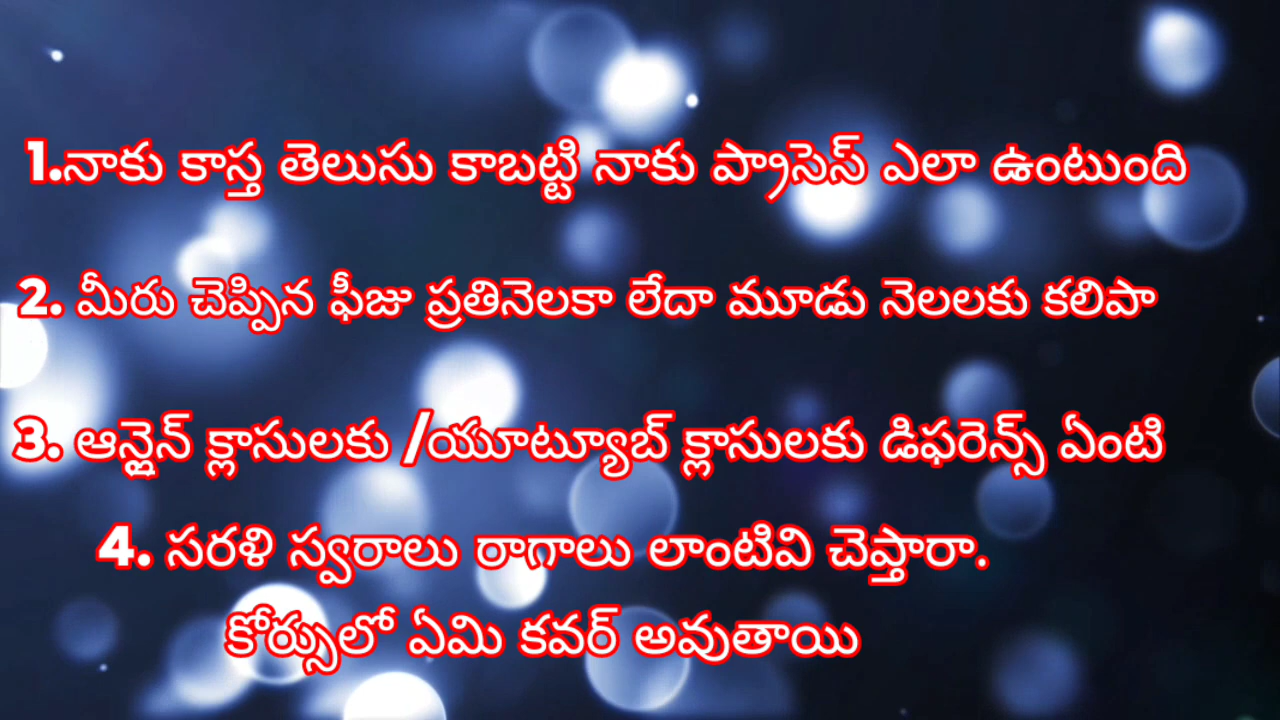 1.నాకు కాస్త తెలుసు కాబట్టి నాకు ప్రాసెస్ ఎలా ఉంటుంది
2. మీరు చెప్పిన ఫీజు ప్రతినెలకా లేదా మూడు నెలలకు కలిపా
3. ఆన్లైన్ క్లాసులకు /యూట్యూబ్ క్లాసులకు డిఫరెన్స్ ఏంటి
4. సరళి స్వరాలు రాగాలు లాంటివి చెప్తారా.
కోర్సులో ఏమి కవర్ అవుతాయి